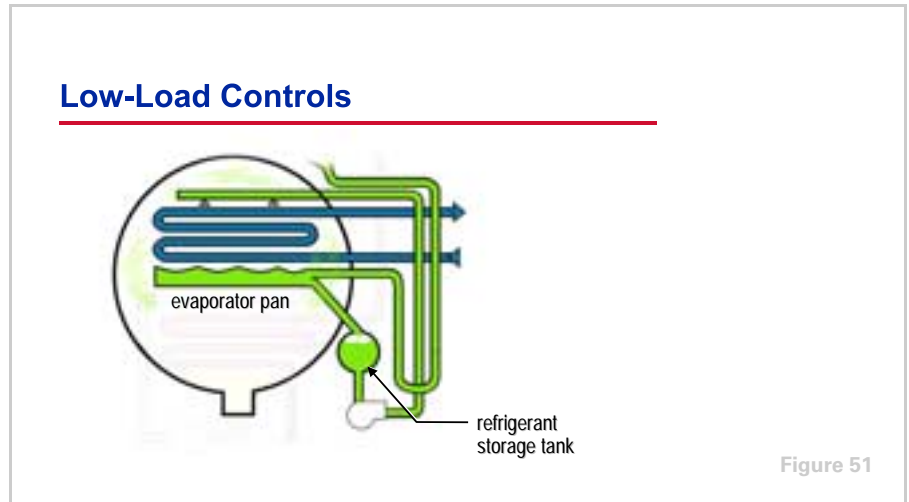 Low-Load Controls
evaporator pan
refrigerant
storage tank
Figure 51